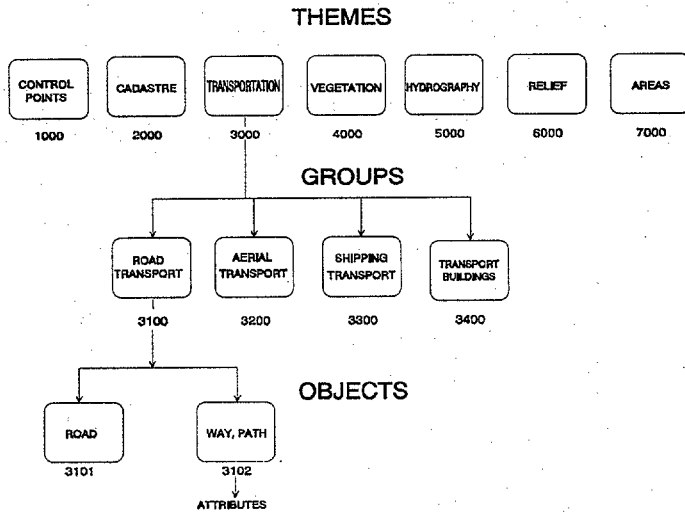 THEMES
CONTROL
POINTS
CADASTRE
TRANSPORTATION
VEGETATION
HYDROGRAPHY
RELIEF
AREAS
1000
2000
3000
4000
5000
6000
7000
GROUPS
ROAD
TRANSPORT
AERIAL
TRANSPORT
SHIPPING
TRANSPORT
TRANSPORT
BUILDINGS
3100
3200
3300
3400
OBJECTS
ROAD
WAY, PATH
3101
3102
ATTRIBUTES